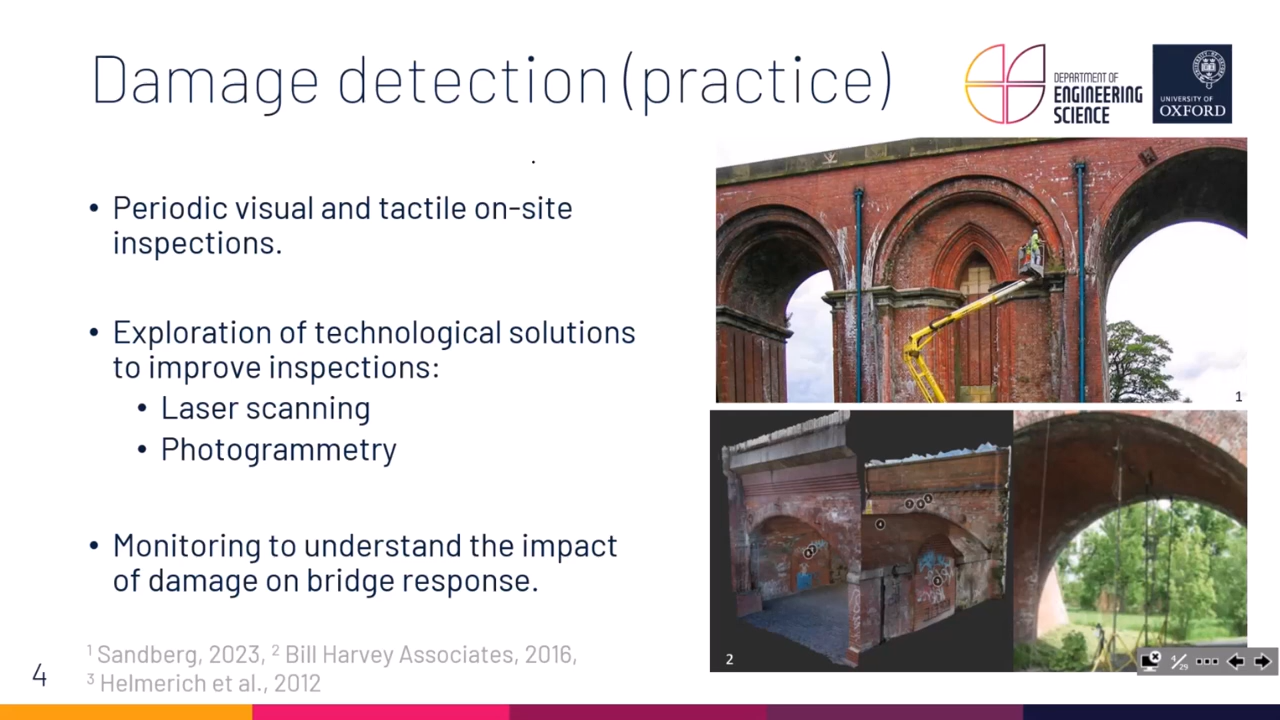 Damage detection (practice)
DEPARTMENT OF
ENGINEERING
SCIENCE
UNIVERSITY OF
OXFORD
• Periodic visual and tactile on-site
inspections.
• Exploration of technological solutions
to improve inspections:
• Laser scanning
• Photogrammetry
• Monitoring to understand the impact
of damage on bridge response.
1
2
¹ Sandberg, 2023, ² Bill Harvey Associates, 2016,
³ Helmerich et al., 2012
4
4/29